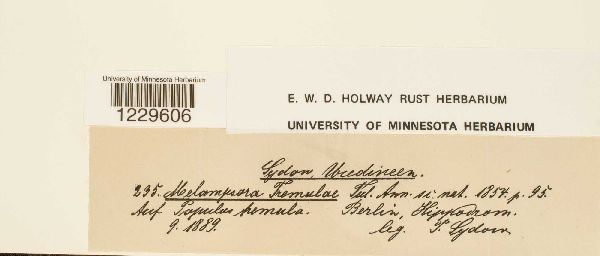 University of Minnesota Herbarium
1229606
E. W. D. HOLWAY RUST HERBARIUM
UNIVERSITY OF MINNESOTA HERBARIUM
Sydow, Uredineen.
235. Melampsora Tremulae Tul. Ann. sc. nat. 1854. p. 95.
Auf Populus tremula. Berlin, Hippodrom.
9. 1889. leg. P. Sydow